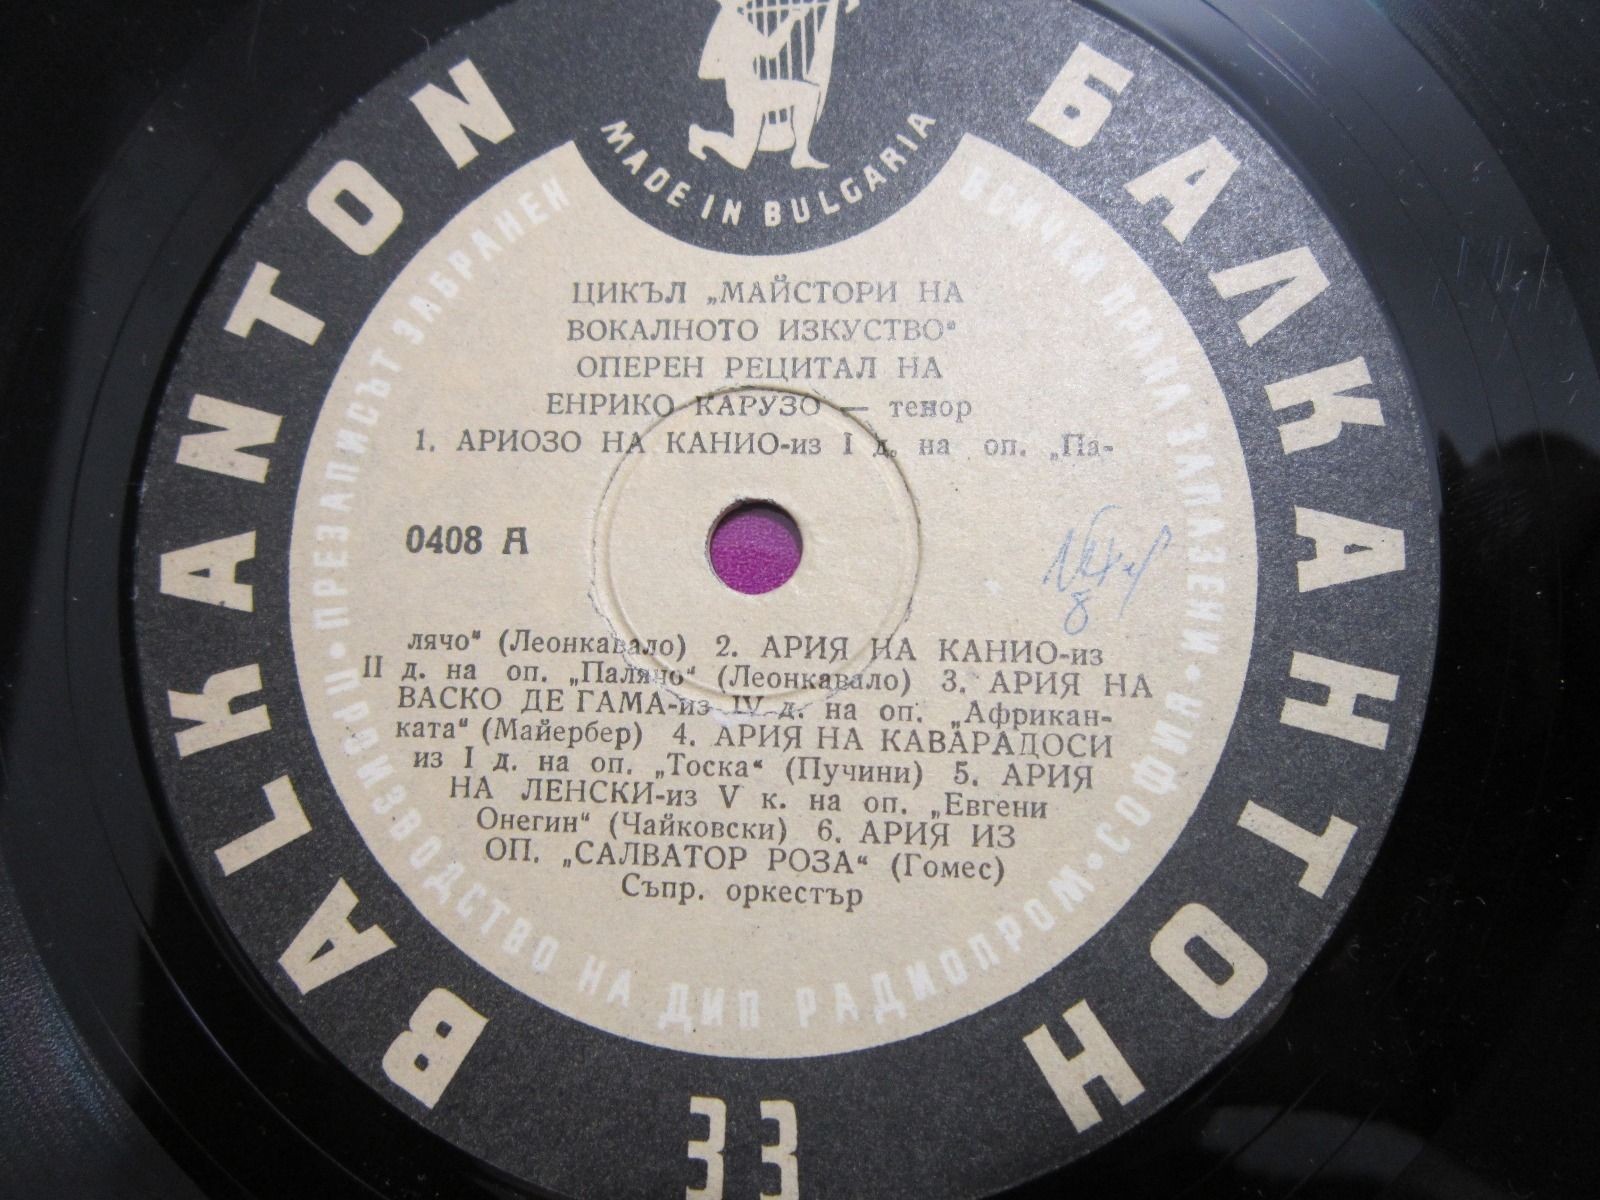 BALKANTON
БАЛКАНТОН
MADE IN BULGARIA
ВСИЧКИ ПРАВА ЗАПАЗЕНИ • СОФИЯ •
ПРОИЗВОДСТВО НА ДИП РАДИОПРОМ •
ПРЕЗАПИСЪТ ЗАБРАНЕН
ЦИКЪЛ „МАЙСТОРИ НА
ВОКАЛНОТО ИЗКУСТВО“
ОПЕРЕН РЕЦИТАЛ НА
ЕНРИКО КАРУЗО — тенор
1. АРИОЗО НА КАНИО-из I д. на оп. „Па-
0408 А
лячо“ (Леонкавало) 2. АРИЯ НА КАНИО-из
II д. на оп. „Палячо“ (Леонкавало) 3. АРИЯ НА
ВАСКО ДЕ ГАМА-из IV д. на оп. „Африкан-
ката“ (Майербер) 4. АРИЯ НА КАВАРАДОСИ
из I д. на оп. „Тоска“ (Пучини) 5. АРИЯ
НА ЛЕНСКИ-из V к. на оп. „Евгени
Онегин“ (Чайковски) 6. АРИЯ ИЗ
ОП. „САЛВАТОР РОЗА“ (Гомес)
Съпр. оркестър
33